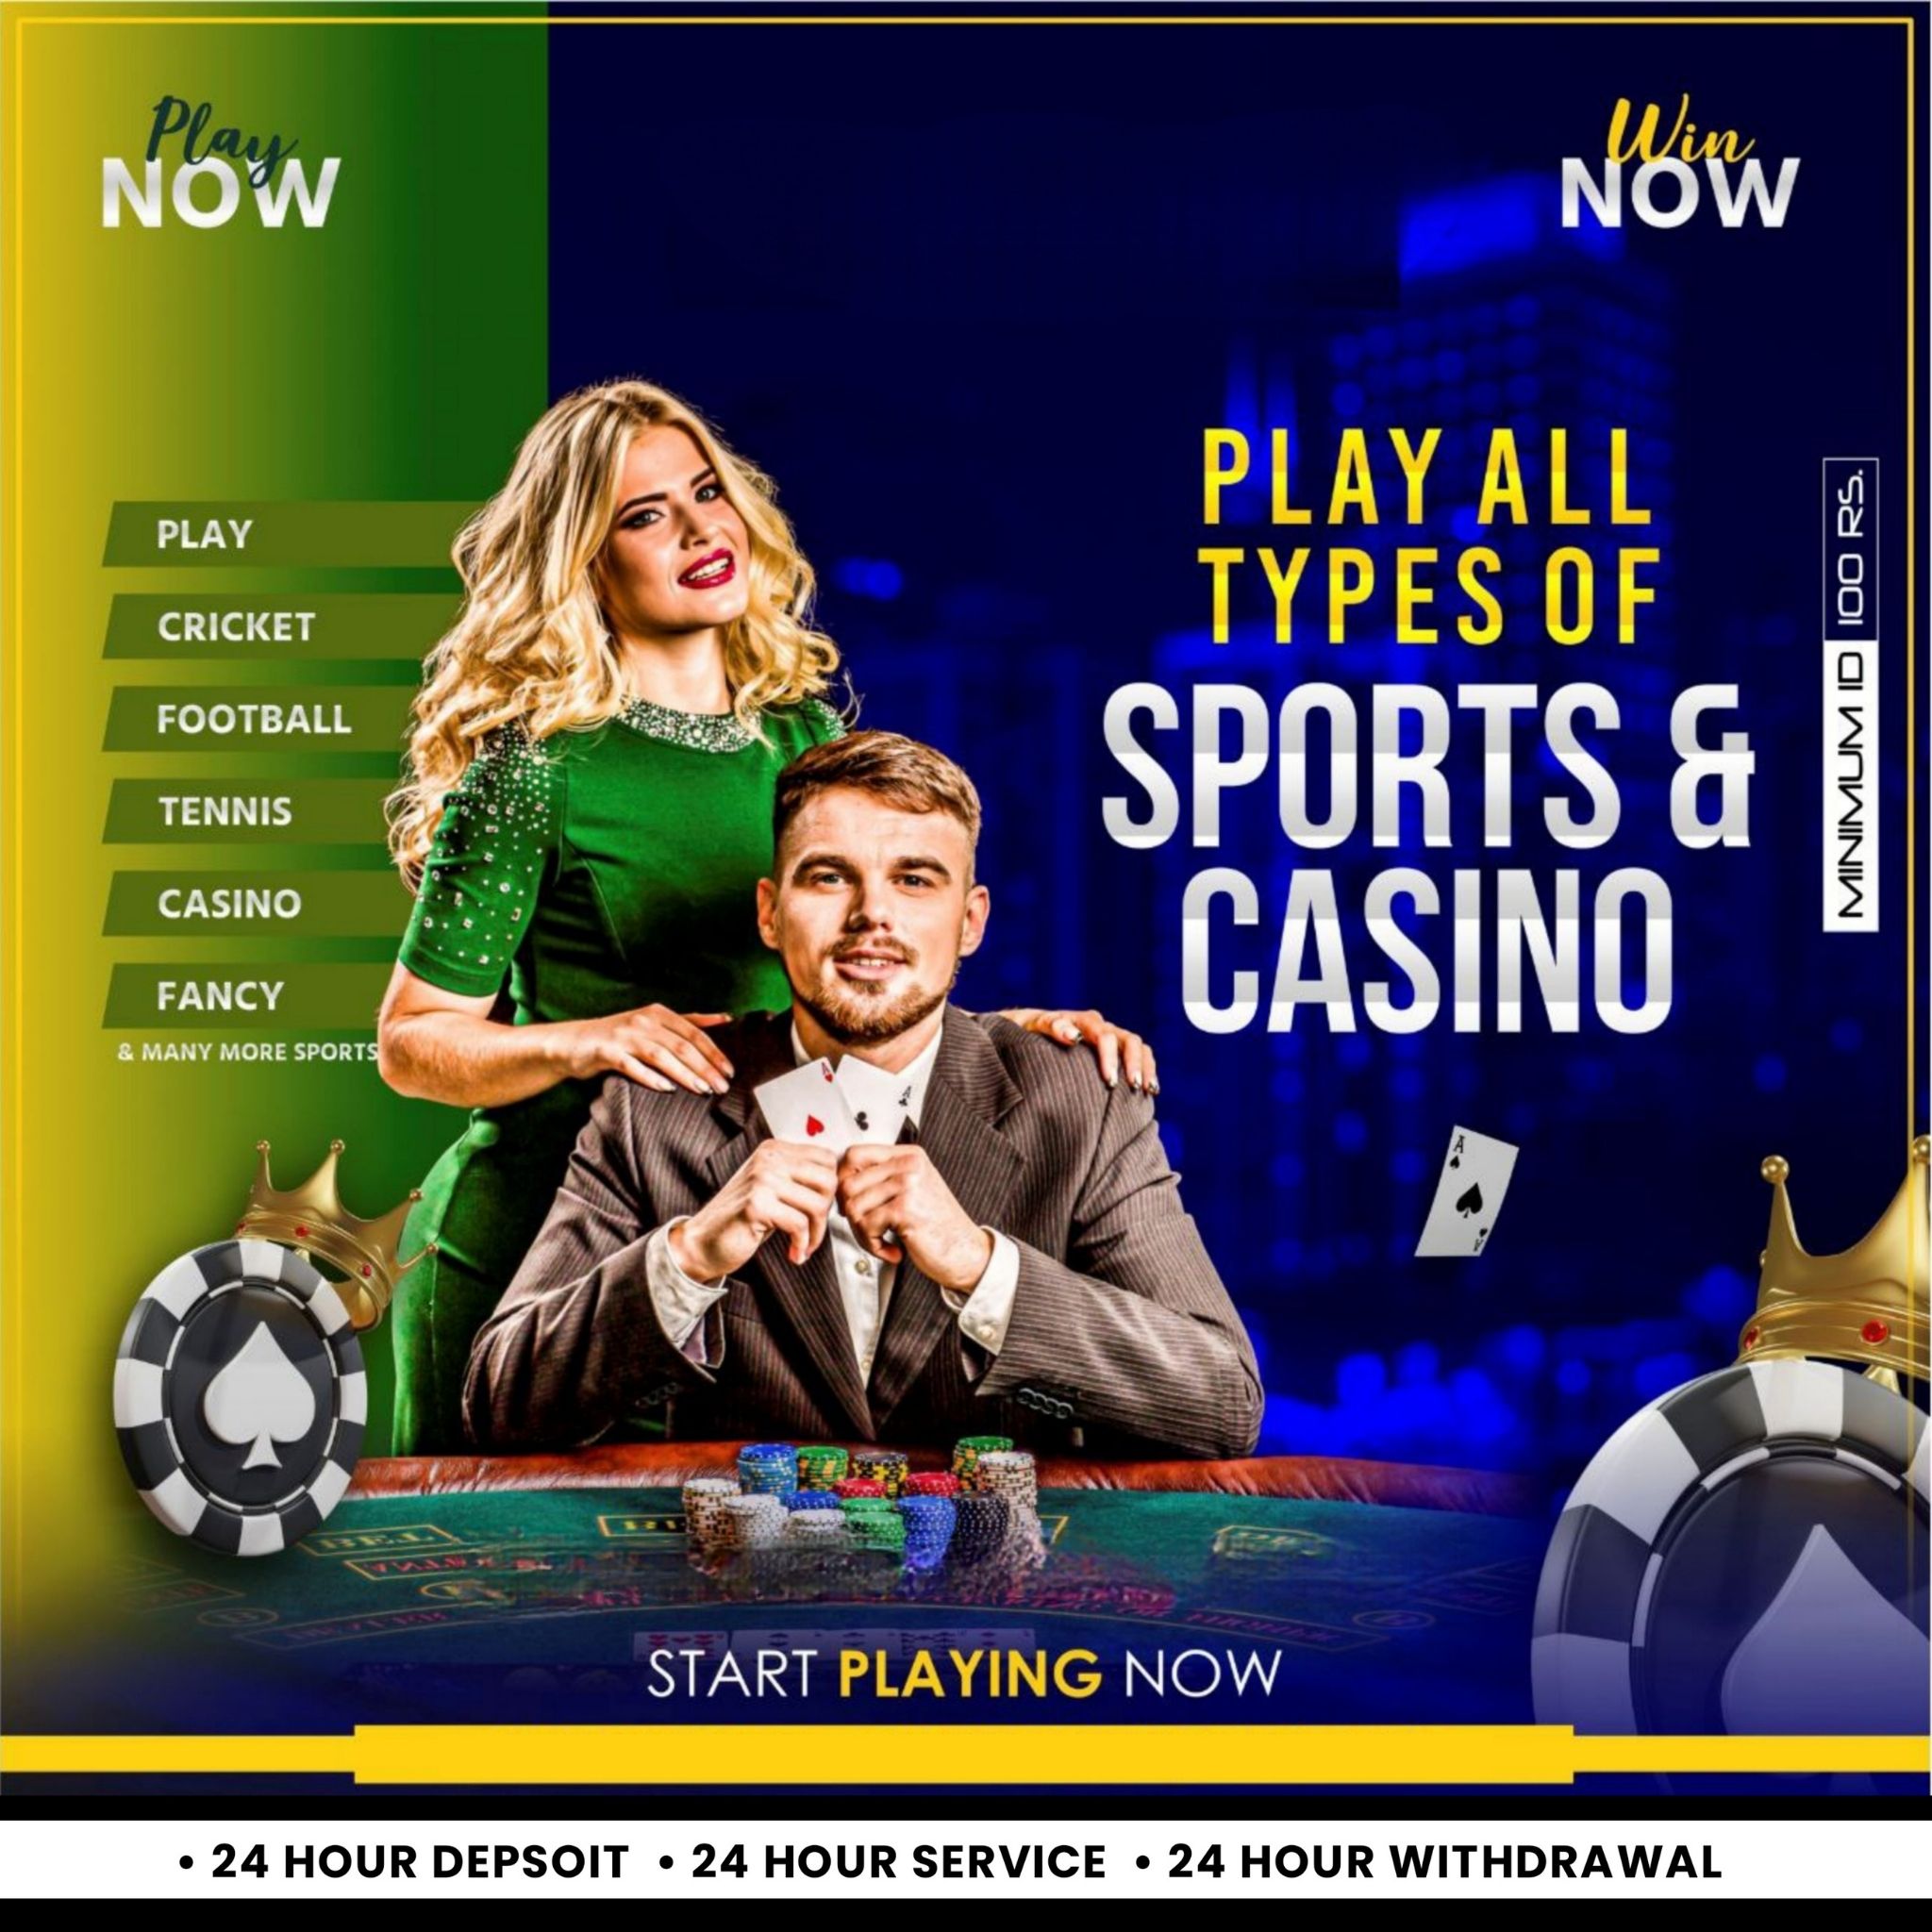 Play
NOW
Win
NOW
PLAY
CRICKET
FOOTBALL
TENNIS
CASINO
FANCY
& MANY MORE SPORTS
PLAY ALL
TYPES OF
SPORTS &
CASINO
MINIMUM ID 100 RS.
A
A
A
START PLAYING NOW
• 24 HOUR DEPSOIT • 24 HOUR SERVICE • 24 HOUR WITHDRAWAL